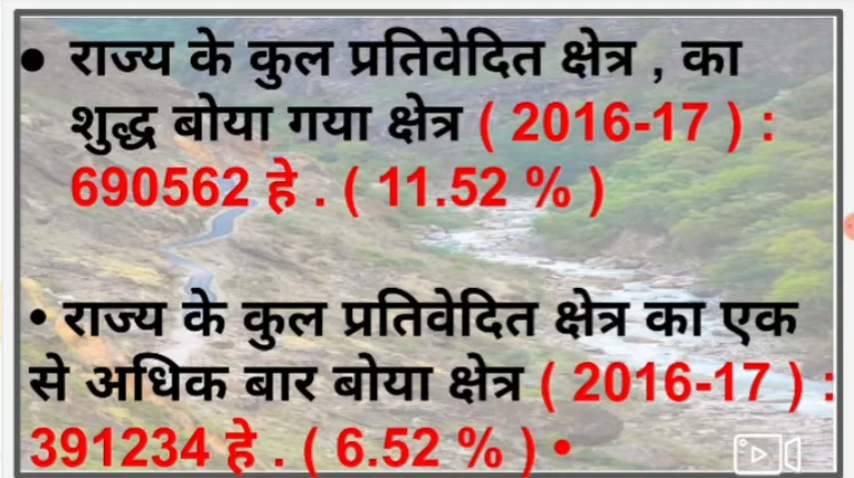 ● राज्य के कुल प्रतिवेदित क्षेत्र , का
शुद्ध बोया गया क्षेत्र ( 2016-17 ) :
690562 हे . ( 11.52 % )
• राज्य के कुल प्रतिवेदित क्षेत्र का एक
से अधिक बार बोया क्षेत्र ( 2016-17 ) :
391234 हे . ( 6.52 % ) •